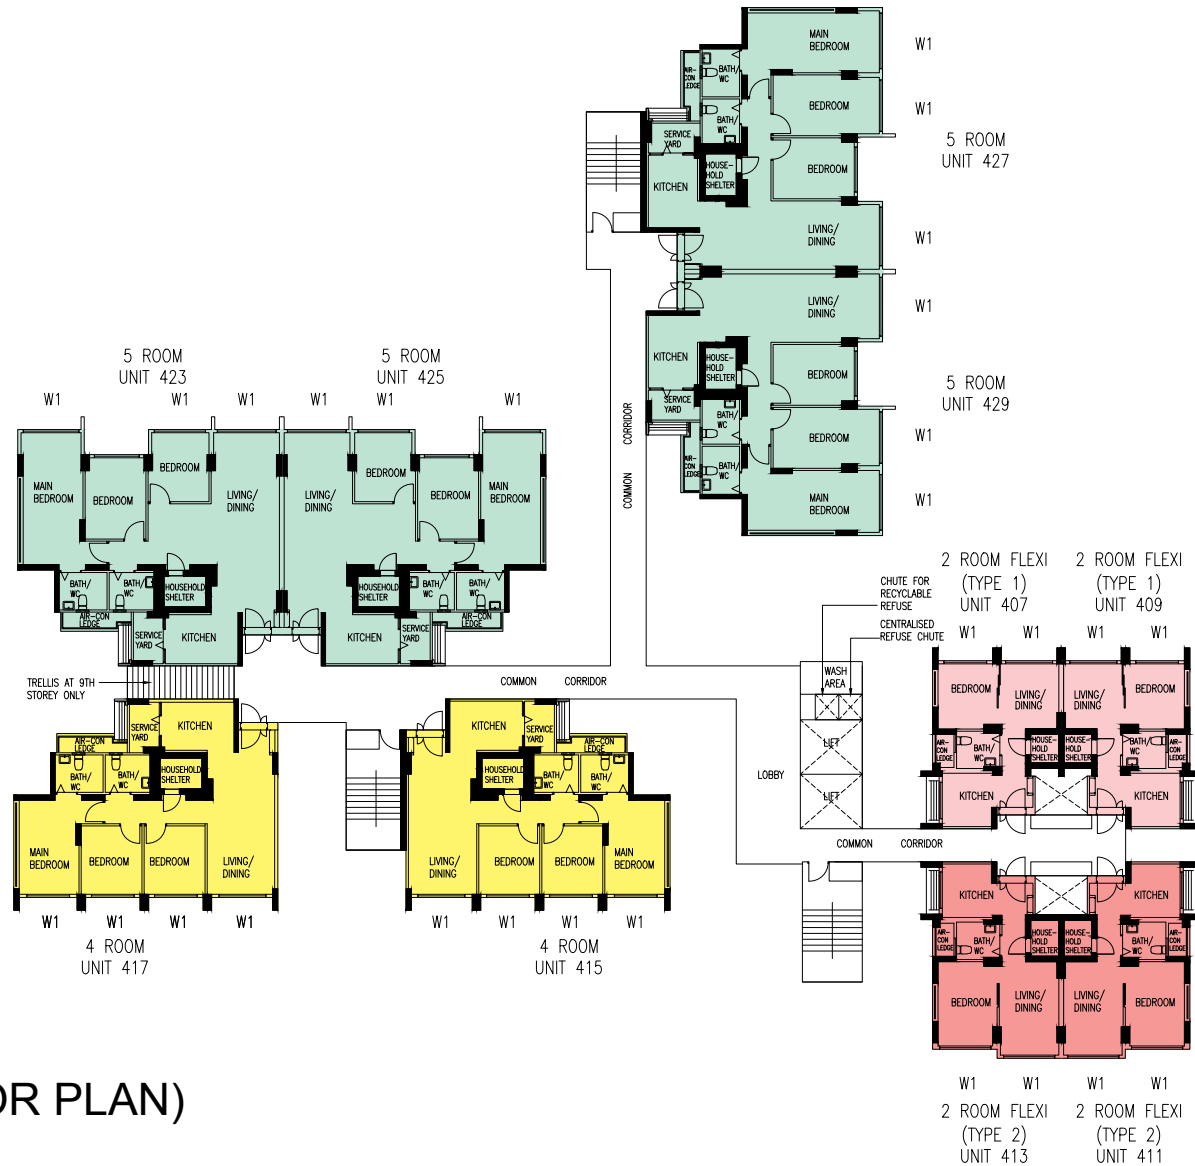 MAIN
BEDROOM
W1
BATH/
WC
AIR-
CON
LEDGE
BEDROOM
W1
BATH/
WC
SERVICE
YARD
5 ROOM
UNIT 427
HOUSE-
HOLD
SHELTER
BEDROOM
KITCHEN
LIVING/
DINING
W1
LIVING/
DINING
W1
KITCHEN
HOUSE-
HOLD
SHELTER
BEDROOM
5 ROOM
UNIT 429
SERVICE
YARD
BATH/
WC
BEDROOM
W1
AIR-
CON
LEDGE
BATH/
WC
MAIN
BEDROOM
W1
COMMON CORRIDOR
5 ROOM
UNIT 423
5 ROOM
UNIT 425
W1 W1 W1 W1 W1
MAIN
BEDROOM
BEDROOM
BEDROOM
LIVING/
DINING
LIVING/
DINING
BEDROOM
BEDROOM
MAIN
BEDROOM
BATH/
WC
BATH/
WC
HOUSEHOLD
SHELTER
HOUSEHOLD
SHELTER
BATH/
WC
BATH/
WC
AIR-CON
LEDGE
SERVICE
YARD
KITCHEN
KITCHEN
SERVICE
YARD
AIR-CON
LEDGE
TRELLIS AT 9TH
STOREY ONLY
COMMON CORRIDOR
KITCHEN
SERVICE
YARD
AIR-CON
LEDGE
BATH/
WC
BATH/
WC
HOUSEHOLD
SHELTER
MAIN
BEDROOM
BEDROOM
BEDROOM
LIVING/
DINING
W1 W1 W1 W1
4 ROOM
UNIT 417
KITCHEN
SERVICE
YARD
AIR-CON
LEDGE
HOUSEHOLD
SHELTER
BATH/
WC
BATH/
WC
LIVING/
DINING
BEDROOM
BEDROOM
MAIN
BEDROOM
W1 W1 W1 W1
4 ROOM
UNIT 415
CHUTE FOR
RECYCLABLE
REFUSE
CENTRALISED
REFUSE CHUTE
WASH
AREA
LIFT
LIFT
LOBBY
COMMON CORRIDOR
2 ROOM FLEXI
(TYPE 1)
UNIT 407
2 ROOM FLEXI
(TYPE 1)
UNIT 409
W1 W1 W1 W1
BEDROOM
LIVING/
DINING
LIVING/
DINING
BEDROOM
AIR-
CON
LEDGE
BATH/
WC
HOUSE-
HOLD
SHELTER
HOUSE-
HOLD
SHELTER
BATH/
WC
AIR-
CON
LEDGE
KITCHEN
KITCHEN
KITCHEN
KITCHEN
AIR-
CON
LEDGE
BATH/
WC
HOUSE-
HOLD
SHELTER
HOUSE-
HOLD
SHELTER
BATH/
WC
AIR-
CON
LEDGE
BEDROOM
LIVING/
DINING
LIVING/
DINING
BEDROOM
W1 W1 W1 W1
2 ROOM FLEXI
(TYPE 2)
UNIT 413
2 ROOM FLEXI
(TYPE 2)
UNIT 411
OR PLAN)